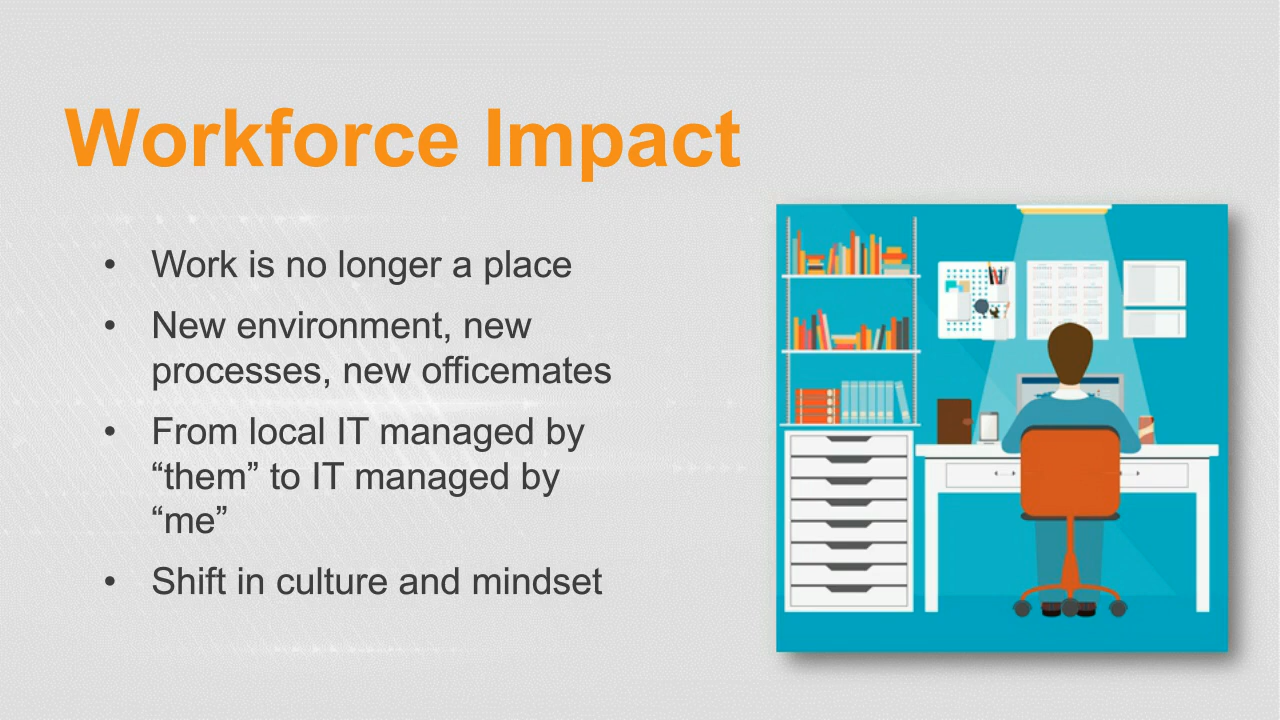 Workforce Impact
• Work is no longer a place
• New environment, new
processes, new officemates
• From local IT managed by
“them” to IT managed by
“me”
• Shift in culture and mindset